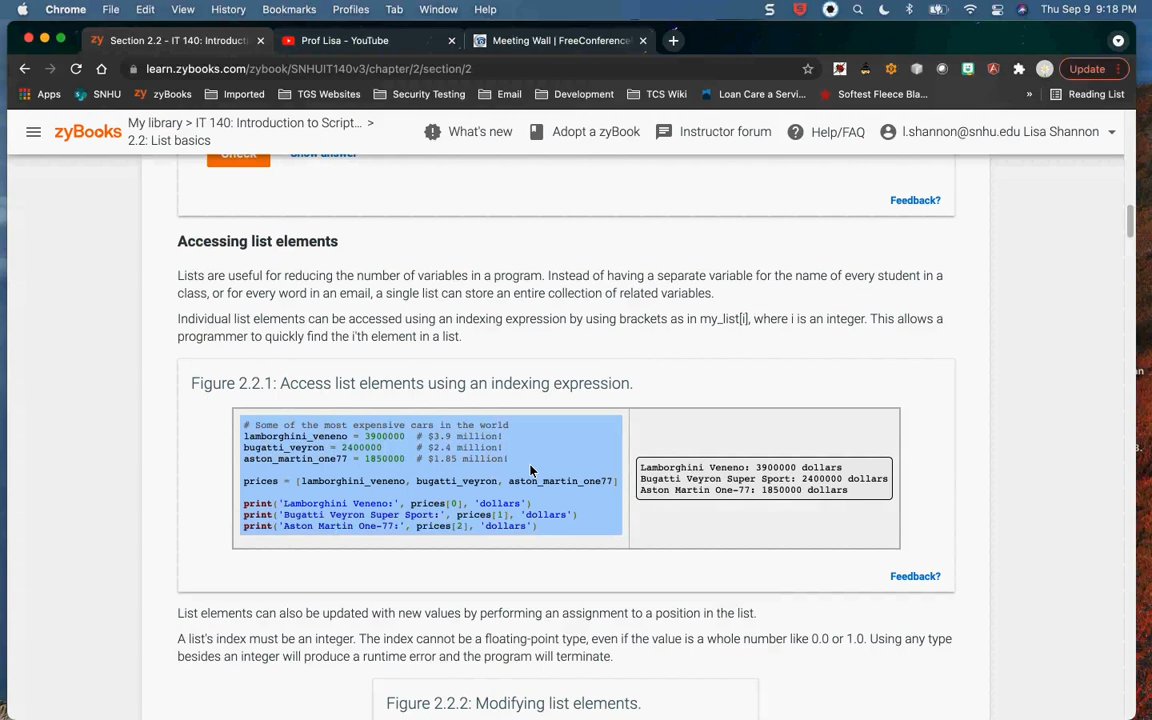 Chrome File Edit View History Bookmarks Profiles Tab Window Help Thu Sep 9 9:18 PM
Section 2.2 - IT 140: Introducti Prof Lisa - YouTube Meeting Wall | FreeConference
learn.zybooks.com/zybook/SNHUIT140v3/chapter/2/section/2 Update
Apps SNHU zyBooks Imported TGS Websites Security Testing Email Development TCS Wiki Loan Care a Servi... Softest Fleece Bla... » Reading List
zyBooks My library > IT 140: Introduction to Script... >
2.2: List basics
What's new Adopt a zyBook Instructor forum Help/FAQ l.shannon@snhu.edu Lisa Shannon
Check Show answer
Feedback?
Accessing list elements
Lists are useful for reducing the number of variables in a program. Instead of having a separate variable for the name of every student in a
class, or for every word in an email, a single list can store an entire collection of related variables.
Individual list elements can be accessed using an indexing expression by using brackets as in my_list[i], where i is an integer. This allows a
programmer to quickly find the i'th element in a list.
Figure 2.2.1: Access list elements using an indexing expression.
# Some of the most expensive cars in the world
lamborghini_veneno = 3900000 # $3.9 million!
bugatti_veyron = 2400000 # $2.4 million!
aston_martin_one77 = 1850000 # $1.85 million!
prices = [lamborghini_veneno, bugatti_veyron, aston_martin_one77]
print('Lamborghini Veneno:', prices[0], 'dollars')
print('Bugatti Veyron Super Sport:', prices[1], 'dollars')
print('Aston Martin One-77:', prices[2], 'dollars')
Lamborghini Veneno: 3900000 dollars
Bugatti Veyron Super Sport: 2400000 dollars
Aston Martin One-77: 1850000 dollars
Feedback?
List elements can also be updated with new values by performing an assignment to a position in the list.
A list's index must be an integer. The index cannot be a floating-point type, even if the value is a whole number like 0.0 or 1.0. Using any type
besides an integer will produce a runtime error and the program will terminate.
Figure 2.2.2: Modifying list elements.